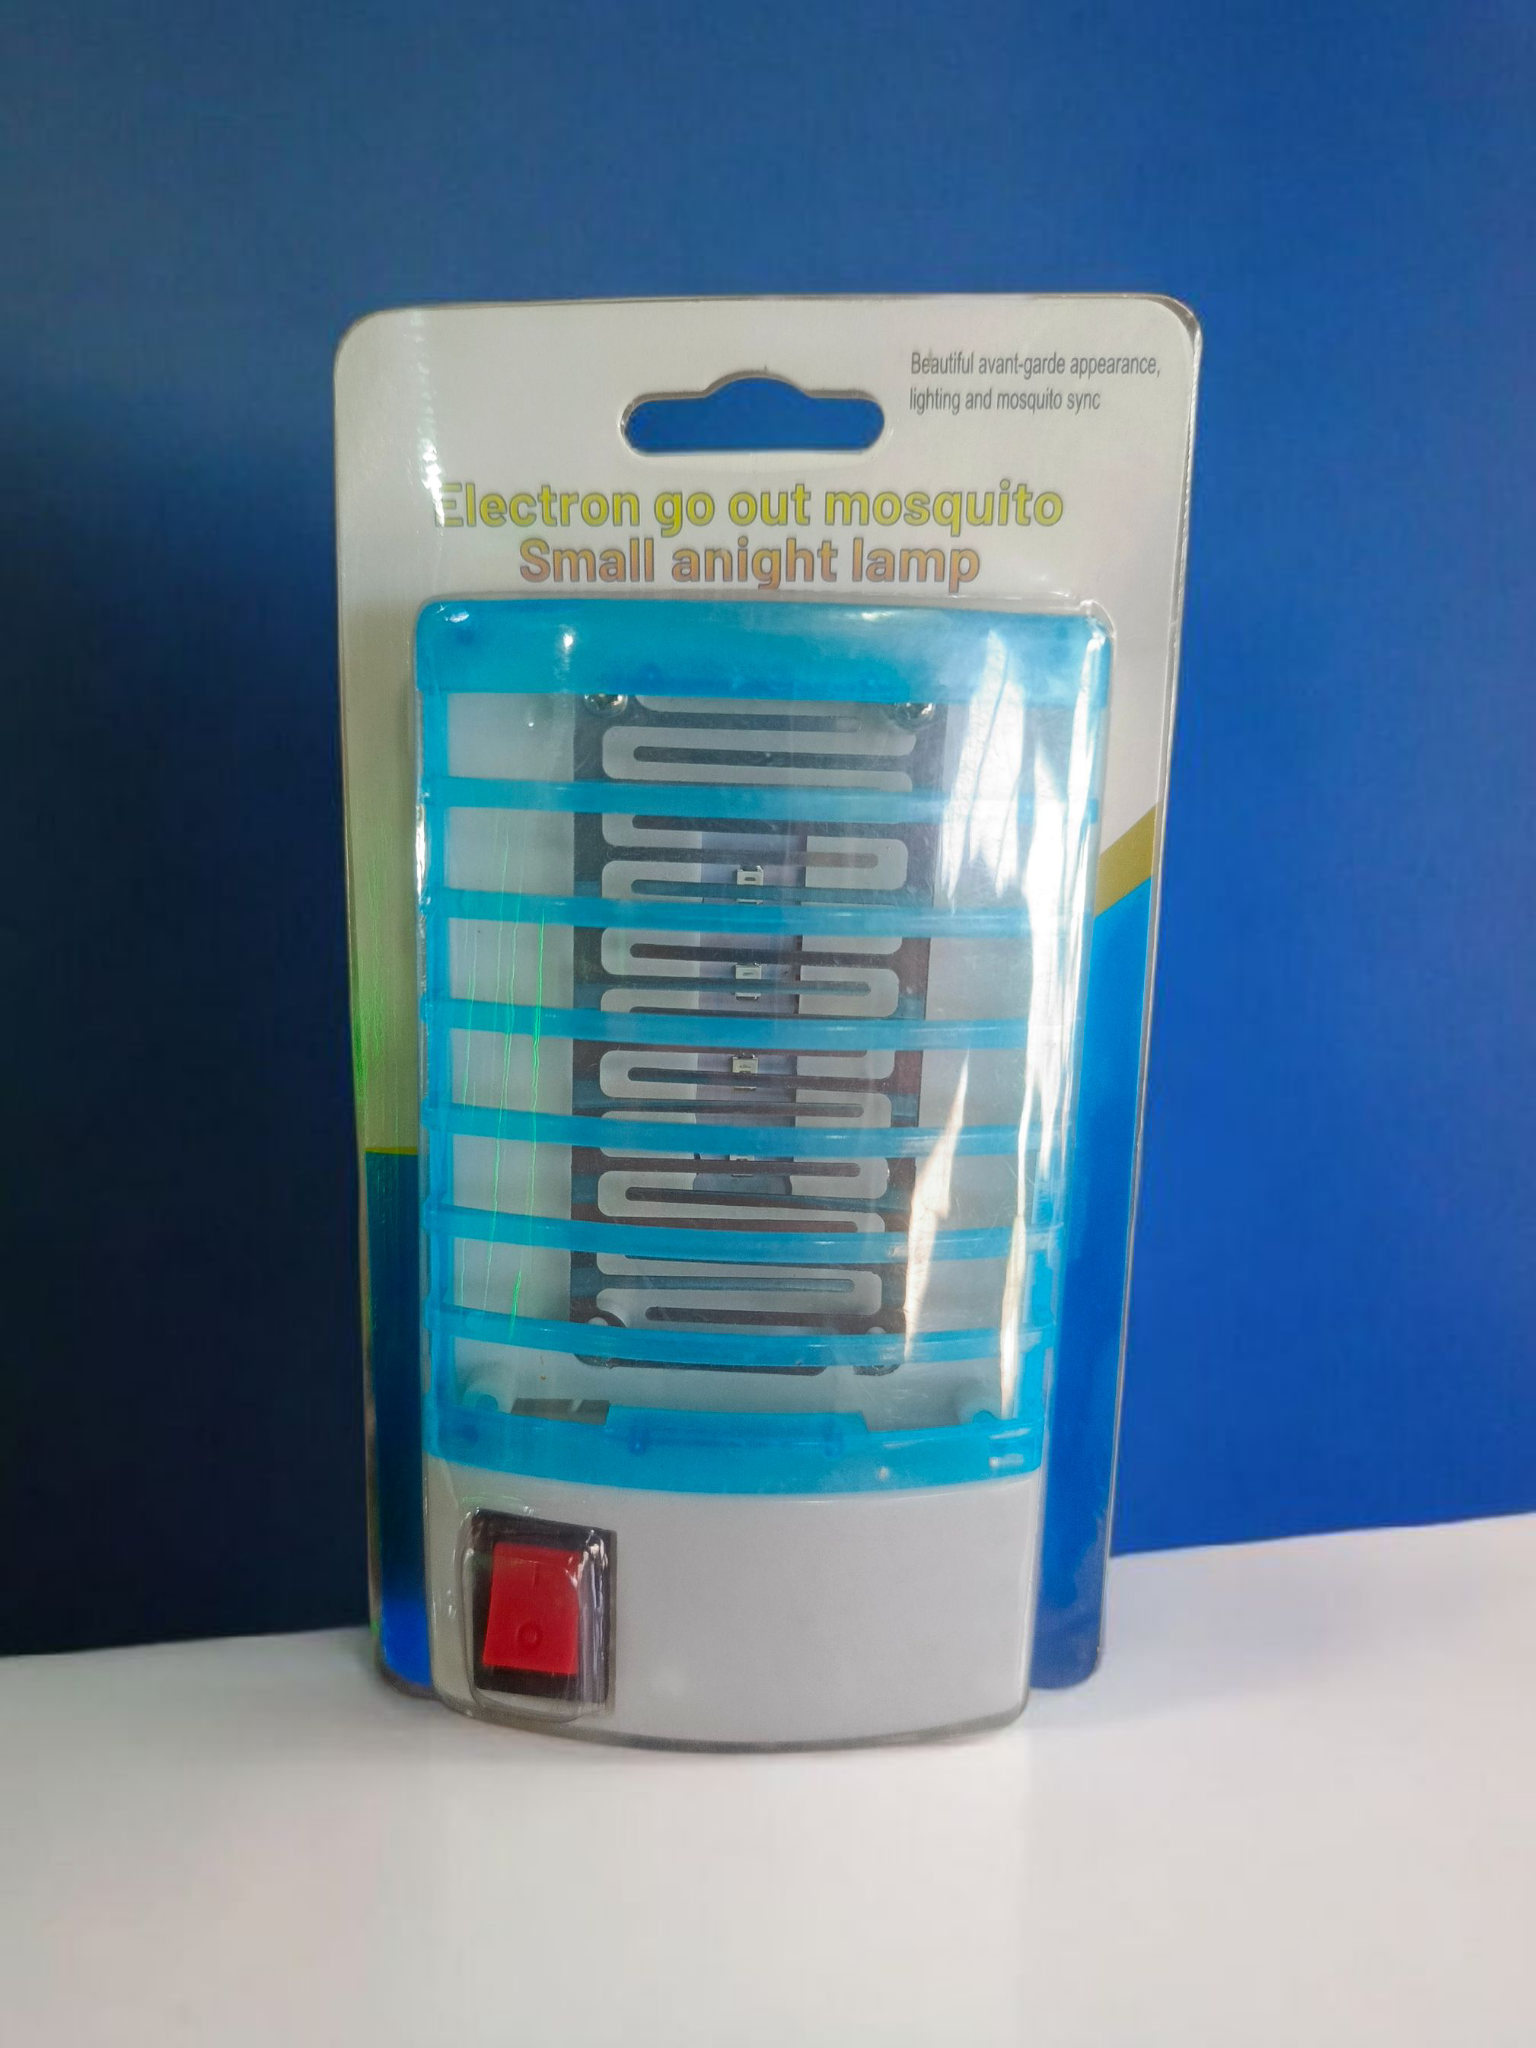 Beautiful avant-garde appearance,
lighting and mosquito sync
Electron go out mosquito
Small anight lamp